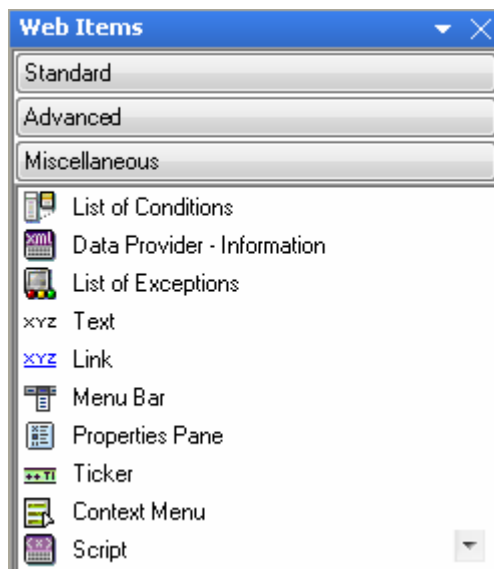 Web Items
Standard
Advanced
Miscellaneous
List of Conditions
xml Data Provider - Information
List of Exceptions
XYZ Text
XYZ Link
Menu Bar
Properties Pane
++ TI Ticker
Context Menu
<x> Script